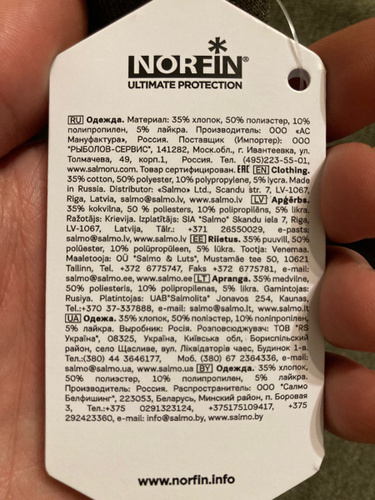 NORFIN
ULTIMATE PROTECTION
RU Одежда. Материал: 35% хлопок, 50% полиэстер, 10%
полипропилен, 5% лайкра. Производитель: ООО «АС
Мануфактура», Россия. Поставщик (Импортер): ООО
"РЫБОЛОВ-СЕРВИС", 141282, Моск.обл., г. Ивантеевка, ул.
Толмачева, 49, корп.1, Россия. Тел. (495)223-55-01,
www.salmoru.com. Товар сертифицирован. EAC EN Clothing.
35% cotton, 50% polyester, 10% polypropylene, 5% lycra. Made
in Russia. Distributor: «Salmo» Ltd., Scandu str. 7, LV-1067,
Riga, Latvia, salmo@salmo.lv, www.salmo.lv LV Apģērbs.
35% kokvilna, 50 % poliesters, 10% polipropilēns, 5% likra.
Ražotājs: Krievija. Izplatītājs: SIA" Salmo" Skandu iela 7, Rīga,
LV-1067, Latvija, Tālr.: +371 26550029, e-pasts:
salmo@salmo.lv, www.salmo.lv EE Riietus. 35% puuvill, 50%
polüester, 10% polüpropüleen, 5% lükra. Tootja: Venemaa.
Maaletooja: OÜ "Salmo & Luts", Mustamäe tee 50, 10621
Tallinn, Tel. +372 6775747, Faks +372 6775781, e-mail:
salmo@salmo.ee, www.salmo.ee LT Apranga. 35% medvilnė,
50% poliesteris, 10% polipropilenas, 5% likra. Gamintojas:
Rusija. Platintojas: UAB"Salmolita" Jonavos 254, Kaunas,
Tel.:+370 37-337888, e-mail: salmo@salmo.lt, www.salmo.lt
UA Одежа. 35% хлопок, 50% поліэстер, 10% поліпропілен,
5% лайкра. Виробник: Росія. Розповсюджувач: ТОВ "RS
Україна", 08325, Україна, Київська обл. Бориспільский
район, село Щасливе, вул. Ліквідаторів чаес, Будинок 1-в.
Тел.:(380) 44 3646177, Моб. (380) 67 2364336, e-mail:
salmo@salmo.ua, www.salmo.ua BY Одежда. 35% хлопок,
50% полиэстер, 10% полипропилен, 5% лайкра.
Производитель: Россия. Распространитель: ООО "Салмо
Белфишинг", 223053, Беларусь, Минский район, п. Боровая
3, Тел.:+375 0291323124, +375175109417, +375
292423360, e-mail: info@salmo.by, www.salmo.by
www.norfin.info